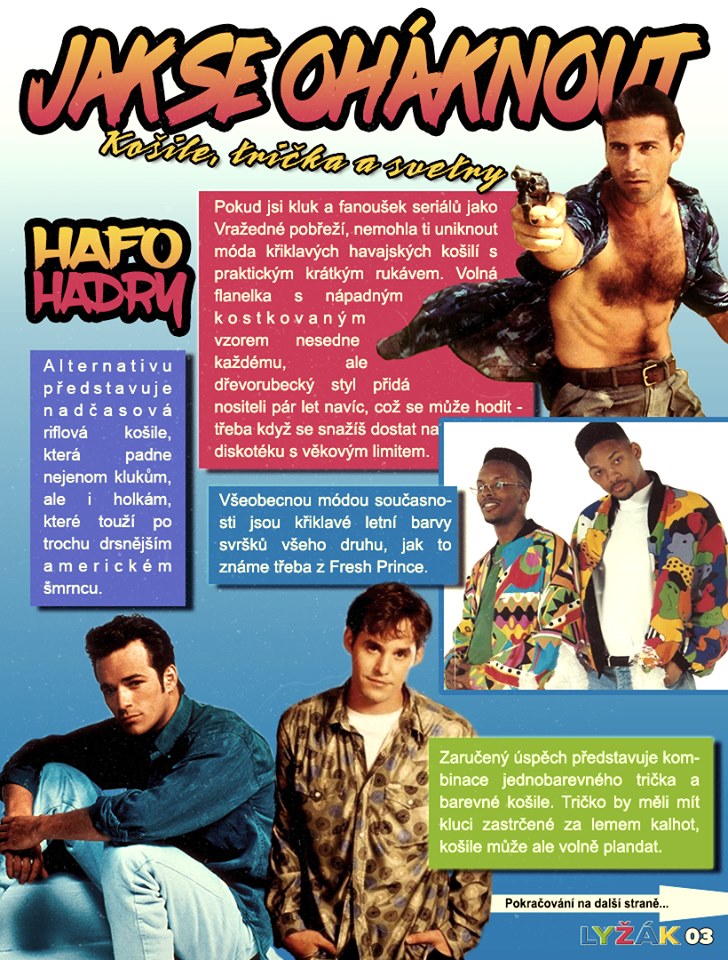 JAK SE OHÁKNOUT
Košile, trička a svetry
HAFO
HADRY
Pokud jsi kluk a fanoušek seriálů jako
Vražedné pobřeží, nemohla ti uniknout
móda křiklavých havajských košilí s
praktickým krátkým rukávem. Volná
flanelka s nápadným
kostkovaným
vzorem nesedne
každému, ale
dřevorubecký styl přidá
nositeli pár let navíc, což se může hodit -
třeba když se snažíš dostat na
diskotéku s věkovým limitem.
Alternativu
představuje
nadčasová
riflová košile,
která padne
nejenom klukům,
ale i holkám,
které touží po
trochu drsnějším
americkém
šmrncu.
Všeobecnou módou současno-
sti jsou křiklavé letní barvy
svršků všeho druhu, jak to
známe třeba z Fresh Prince.
Zaručený úspěch představuje kom-
binace jednobarevného trička a
barevné košile. Tričko by měli mít
kluci zastrčené za lemem kalhot,
košile může ale volně plandat.
Pokračování na další straně...
LYŽÁK 03